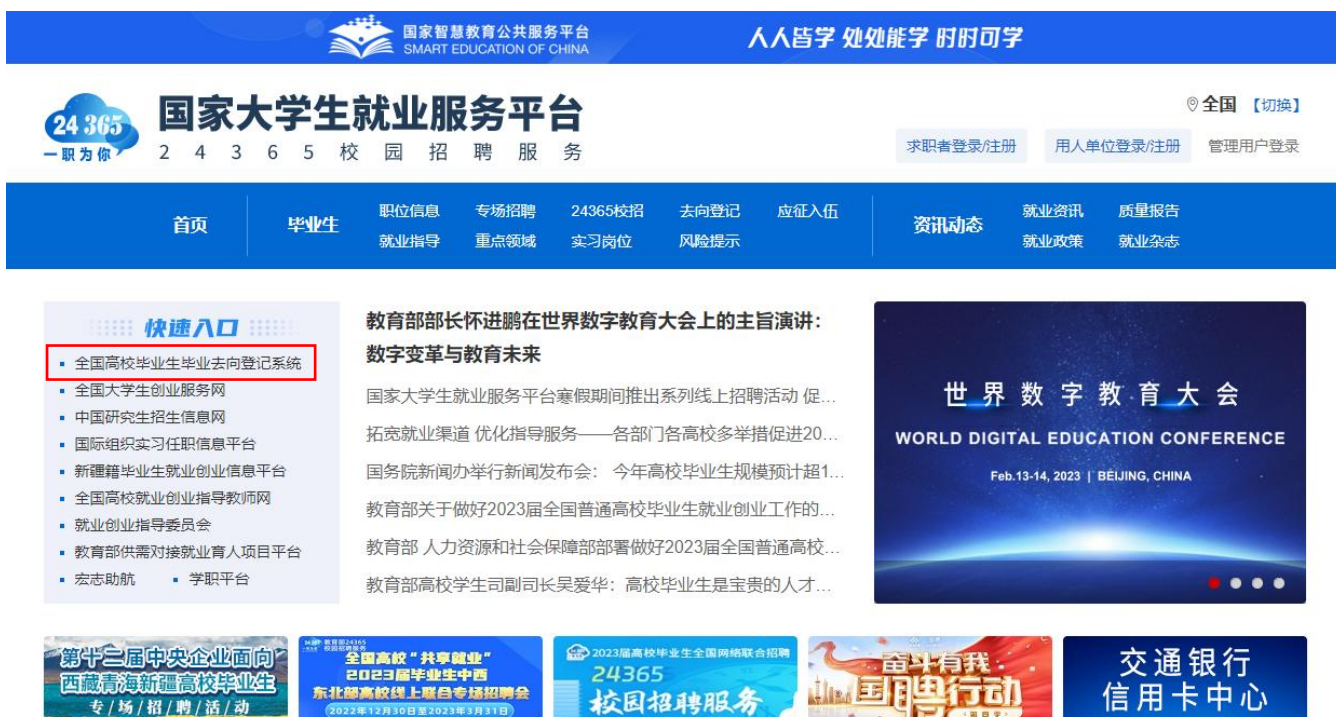 国家智慧教育公共服务平台
SMART EDUCATION OF CHINA
人人皆学 处处能学 时时可学
24365
一职为你
国家大学生就业服务平台
24365校园招聘服务
全国 【切换】
求职者登录/注册 用人单位登录/注册 管理用户登录
首页 毕业生 职位信息 专场招聘 24365校招 去向登记 应征入伍
就业指导 重点领域 实习岗位 风险提示
资讯动态 就业资讯 质量报告
就业政策 就业杂志
快速入口
全国高校毕业生毕业去向登记系统
全国大学生创业服务网
中国研究生招生信息网
国际组织实习任职信息平台
新疆籍毕业生就业创业信息平台
全国高校就业创业指导教师网
就业创业指导委员会
教育部供需对接就业育人项目平台
宏志助航 学职平台
教育部部长怀进鹏在世界数字教育大会上的主旨演讲：
数字变革与教育未来
国家大学生就业服务平台寒假期间推出系列线上招聘活动 促...
拓宽就业渠道 优化指导服务——各部门各高校多举措促进20...
国务院新闻办举行新闻发布会： 今年高校毕业生规模预计超1...
教育部关于做好2023届全国普通高校毕业生就业创业工作的...
教育部 人力资源和社会保障部部署做好2023届全国普通高校...
教育部高校学生司副司长吴爱华：高校毕业生是宝贵的人才...
世界数字教育大会
WORLD DIGITAL EDUCATION CONFERENCE
Feb.13-14, 2023 | BEIJING, CHINA
第十三届中央企业面向
西藏青海新疆高校毕业生
专/场/招/聘/活/动
全国高校“共享就业”
2023届毕业生中西
东北部高校线上联合专场招聘会
（2022年12月30日至2023年3月31日）
2023届高校毕业生全国网络联合招聘
24365
校园招聘服务
奋斗有我
国聘行动
交通银行
信用卡中心